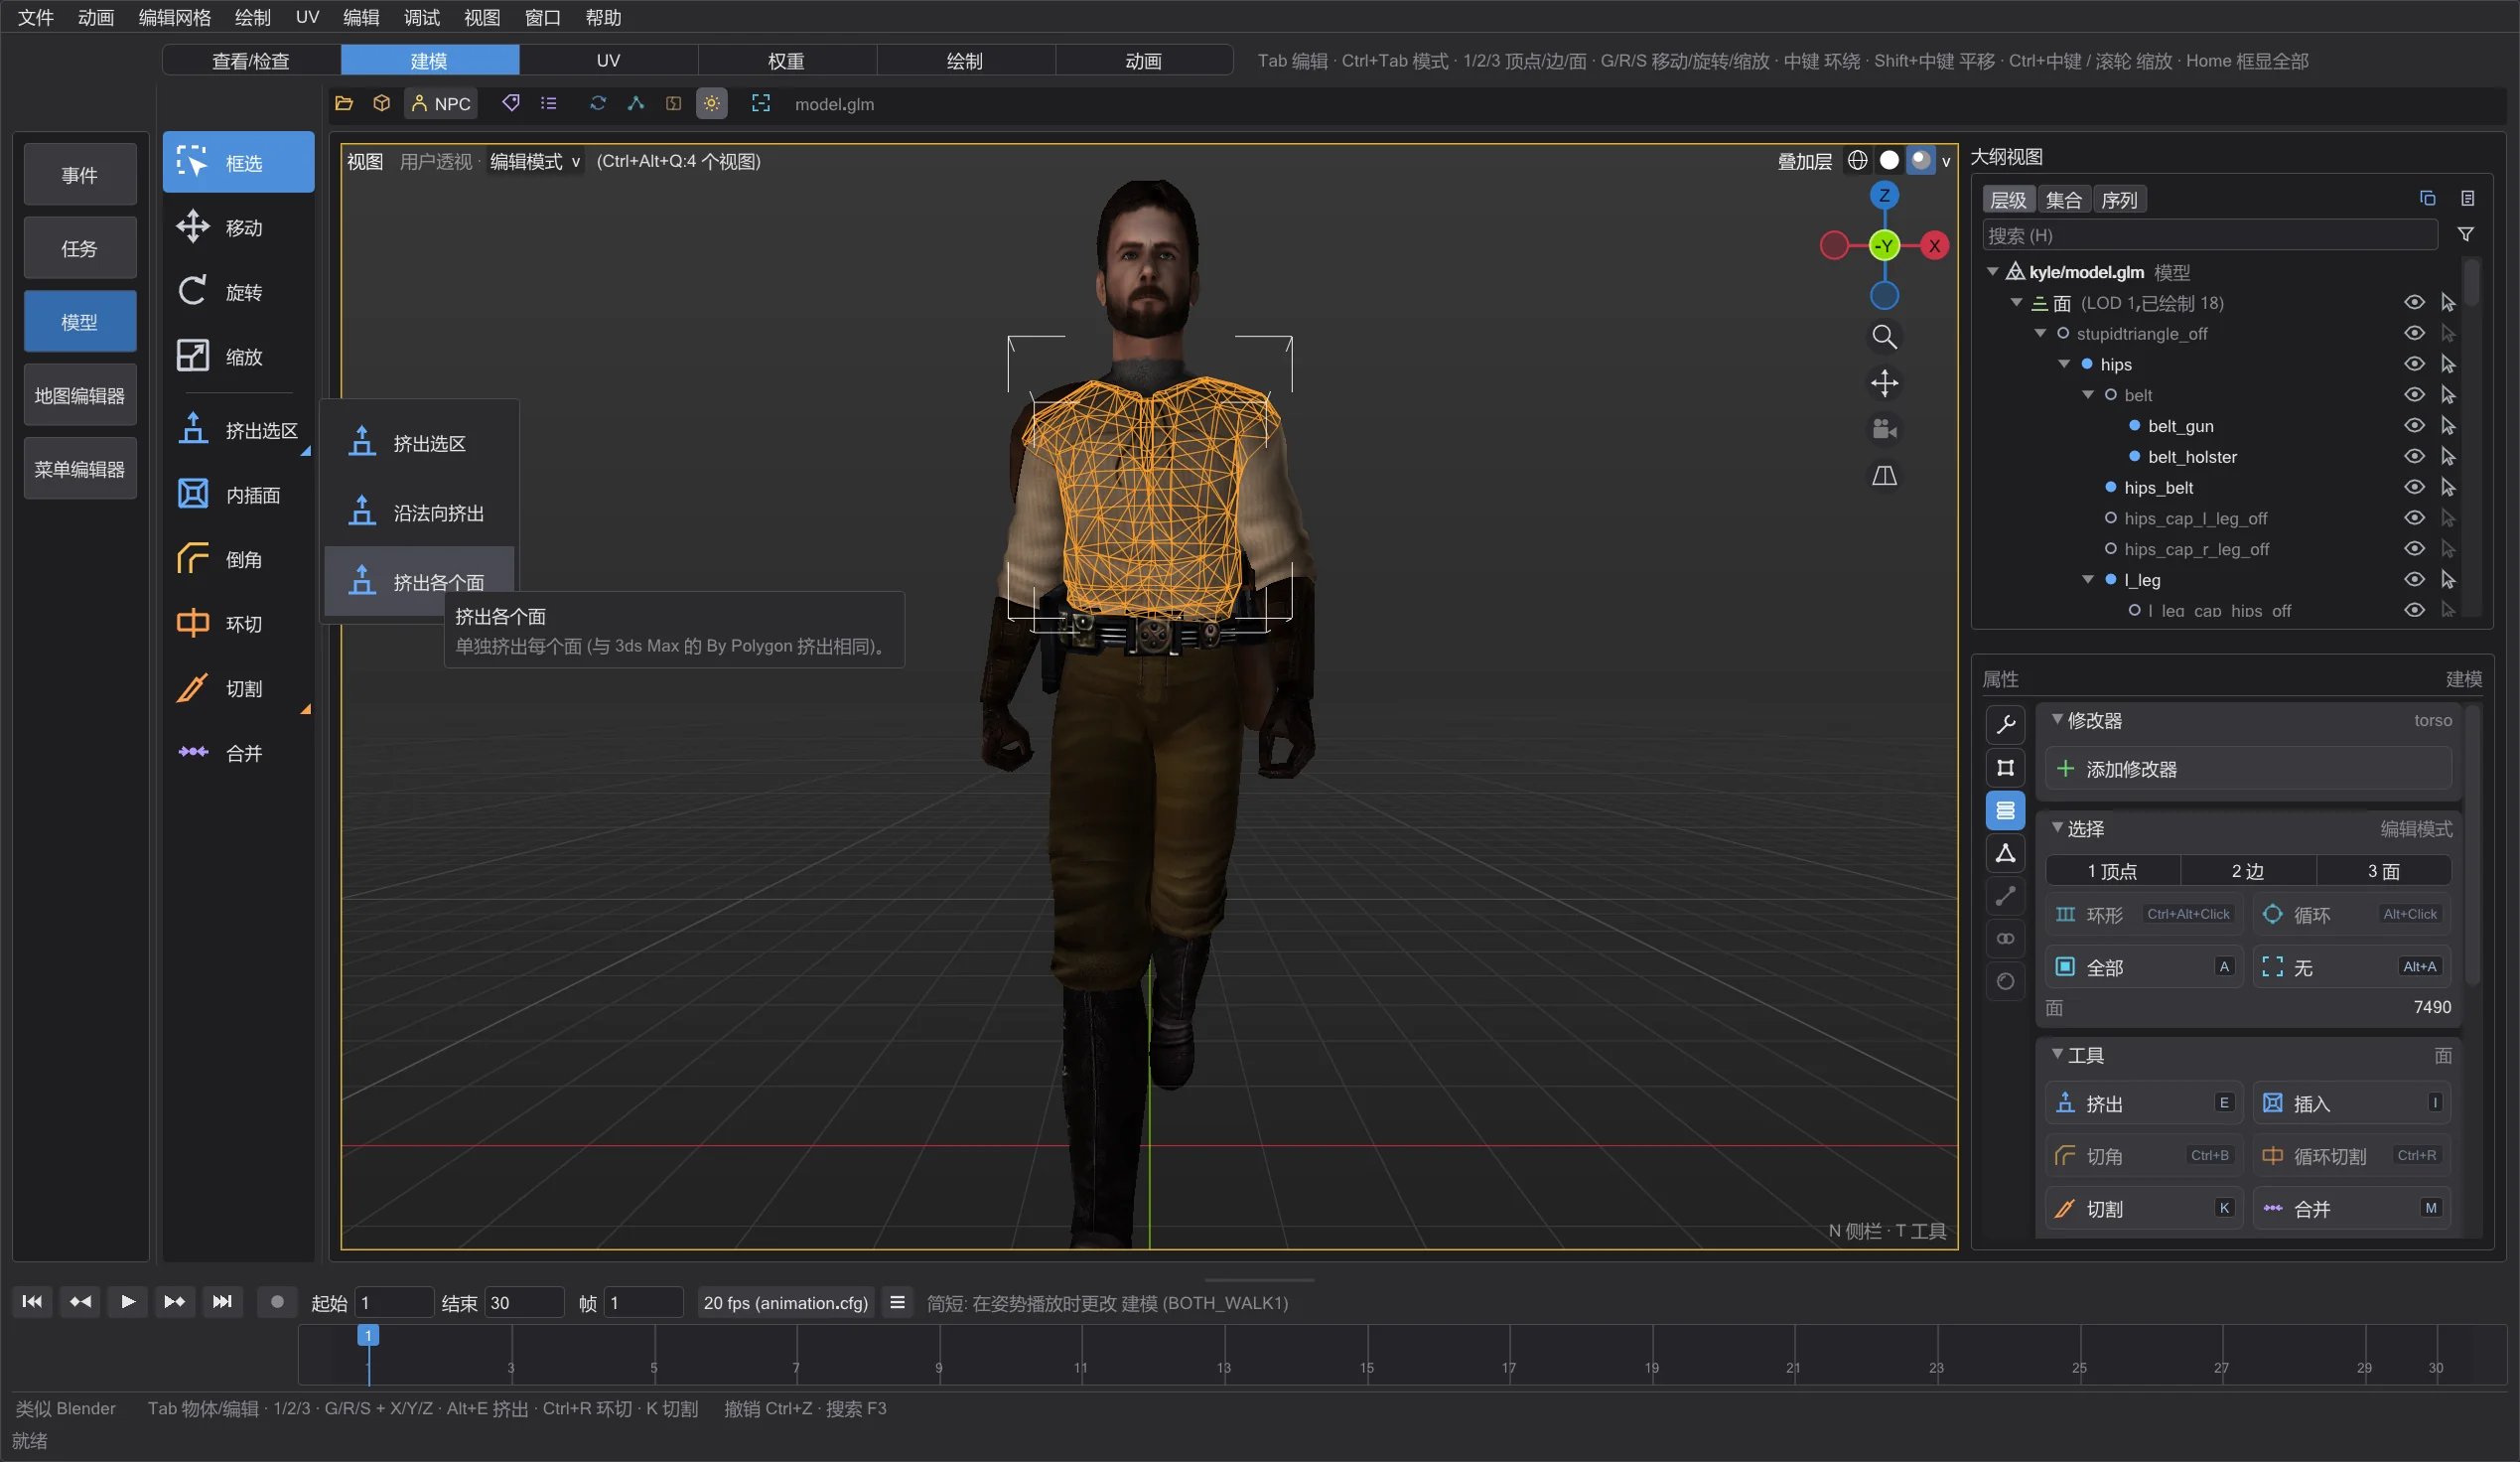 文件 动画 编辑网格 绘制 UV 编辑 调试 视图 窗口 帮助
查看/检查 建模 UV 权重 绘制 动画 Tab 编辑 · Ctrl+Tab 模式 · 1/2/3 顶点/边/面 · G/R/S 移动/旋转/缩放 · 中键 环绕 · Shift+中键 平移 · Ctrl+中键 / 滚轮 缩放 · Home 框显全部
NPC model.glm
事件
任务
模型
地图编辑器
菜单编辑器
框选
移动
旋转
缩放
挤出选区
内插面
倒角
环切
切割
合并
挤出选区
沿法向挤出
挤出各个面
挤出各个面
单独挤出每个面 (与 3ds Max 的 By Polygon 挤出相同)。
视图 用户透视 · 编辑模式 v (Ctrl+Alt+Q:4 个视图)
叠加层 v
Z
-Y X
N 侧栏 · T 工具
大纲视图
层级 集合 序列
搜索 (H)
kyle/model.glm 模型
面 (LOD 1,已绘制 18)
stupidtriangle_off
hips
belt
belt_gun
belt_holster
hips_belt
hips_cap_l_leg_off
hips_cap_r_leg_off
l_leg
l_leg_cap_hips_off
属性 建模
修改器 torso
添加修改器
选择 编辑模式
1 顶点 2 边 3 面
环形 Ctrl+Alt+Click 循环 Alt+Click
全部 A 无 Alt+A
面 7490
工具 面
挤出 E 插入 I
切角 Ctrl+B 循环切割 Ctrl+R
切割 K 合并 M
起始 1 结束 30 帧 1 20 fps (animation.cfg) 简短: 在姿势播放时更改 建模 (BOTH_WALK1)
1
1 3 5 7 9 11 13 15 17 19 21 23 25 27 29 30
类似 Blender Tab 物体/编辑 · 1/2/3 · G/R/S + X/Y/Z · Alt+E 挤出 · Ctrl+R 环切 · K 切割 撤销 Ctrl+Z · 搜索 F3
就绪